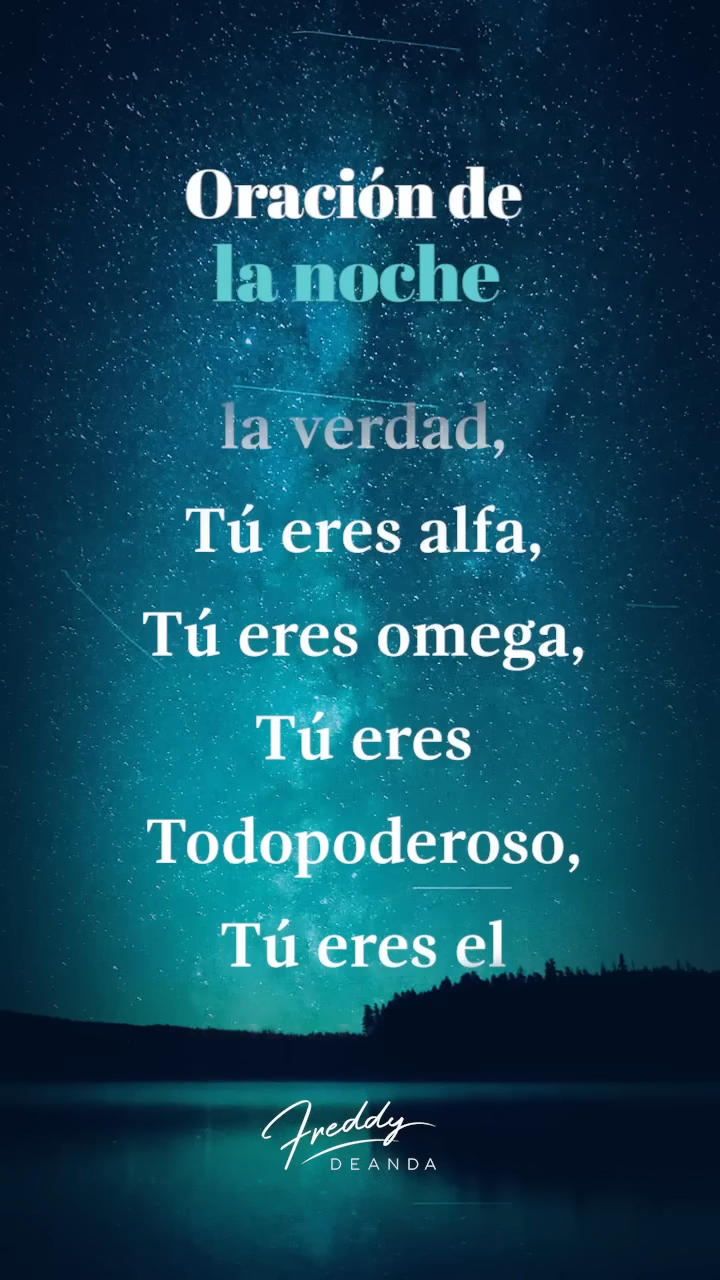 Oración de
la noche
la verdad,
Tú eres alfa,
Tú eres omega,
Tú eres
Todopoderoso,
Tú eres el
Freddy
DEANDA